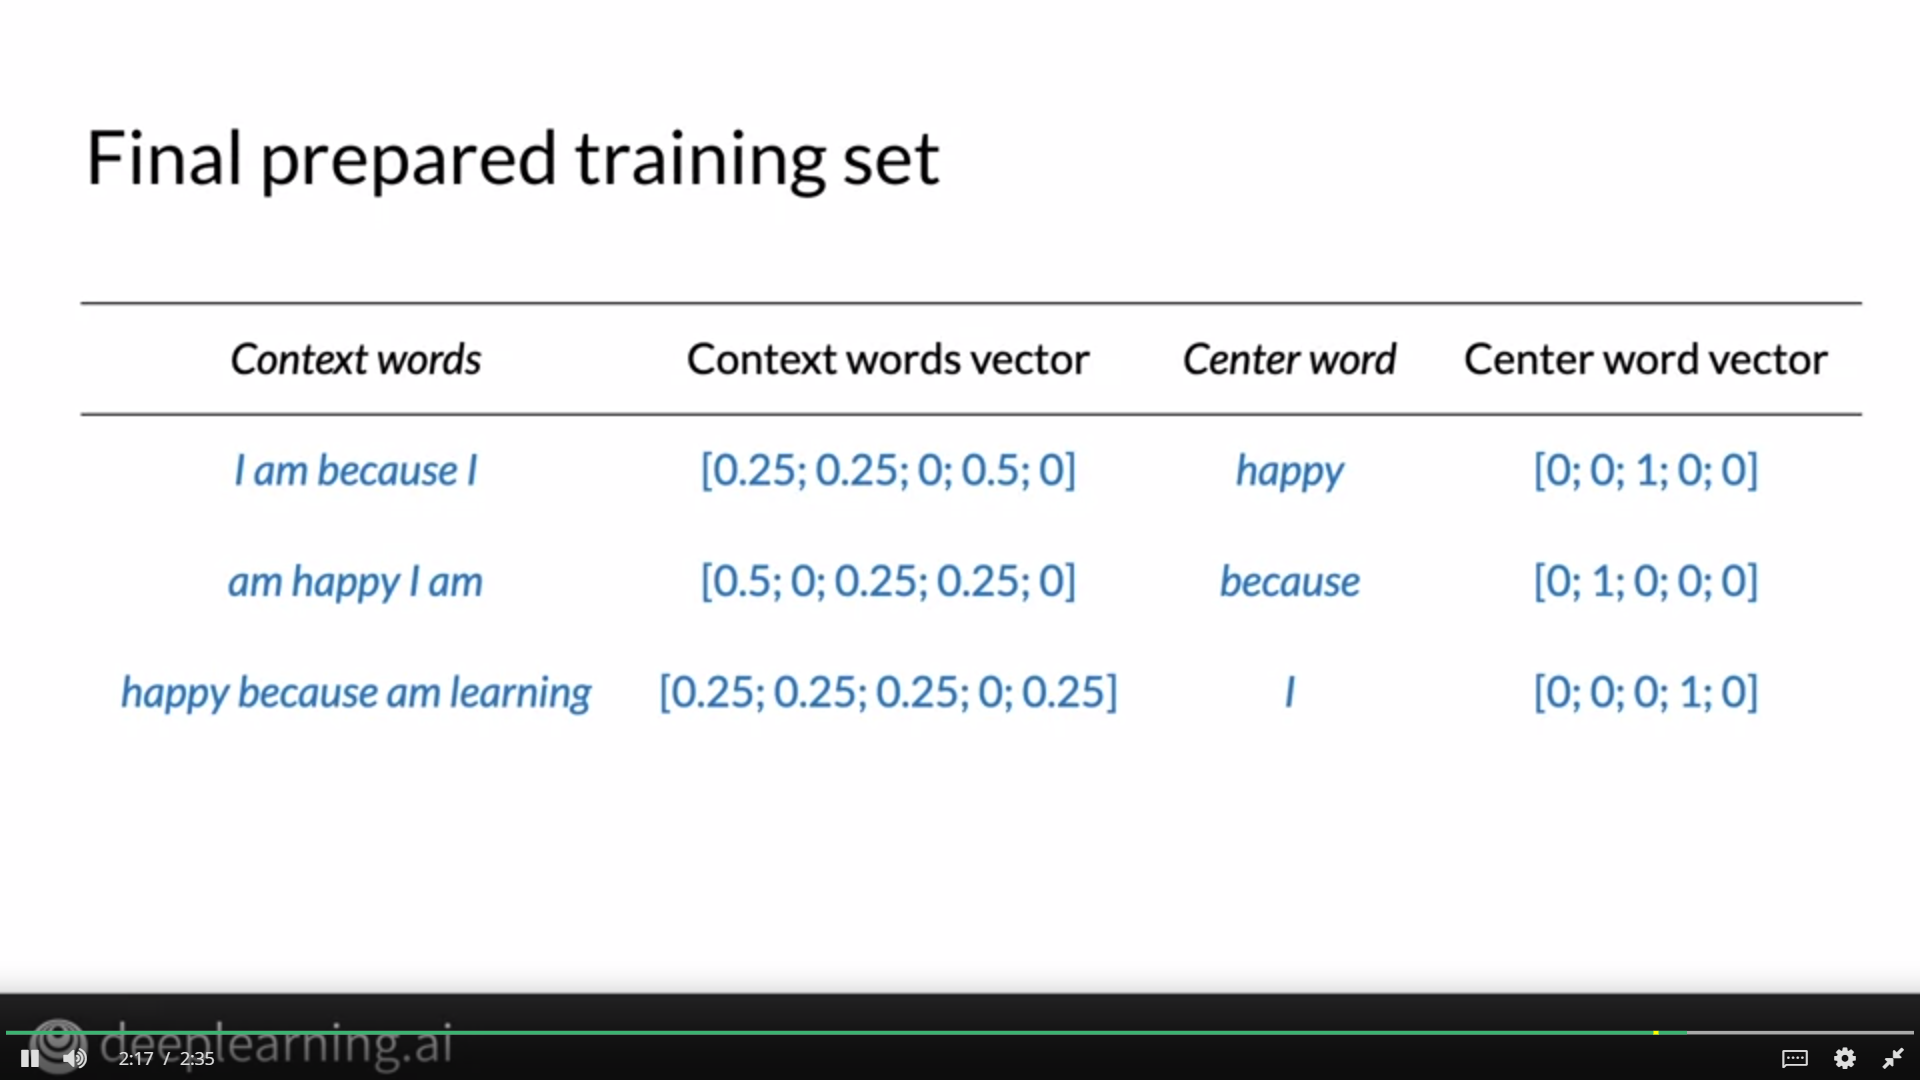 Final prepared training set
Context words Context words vector Center word Center word vector
I am because I [0.25; 0.25; 0; 0.5; 0] happy [0; 0; 1; 0; 0]
am happy I am [0.5; 0; 0.25; 0.25; 0] because [0; 1; 0; 0; 0]
happy because am learning [0.25; 0.25; 0.25; 0; 0.25] I [0; 0; 0; 1; 0]
deeplearning.ai
2:17 / 2:35